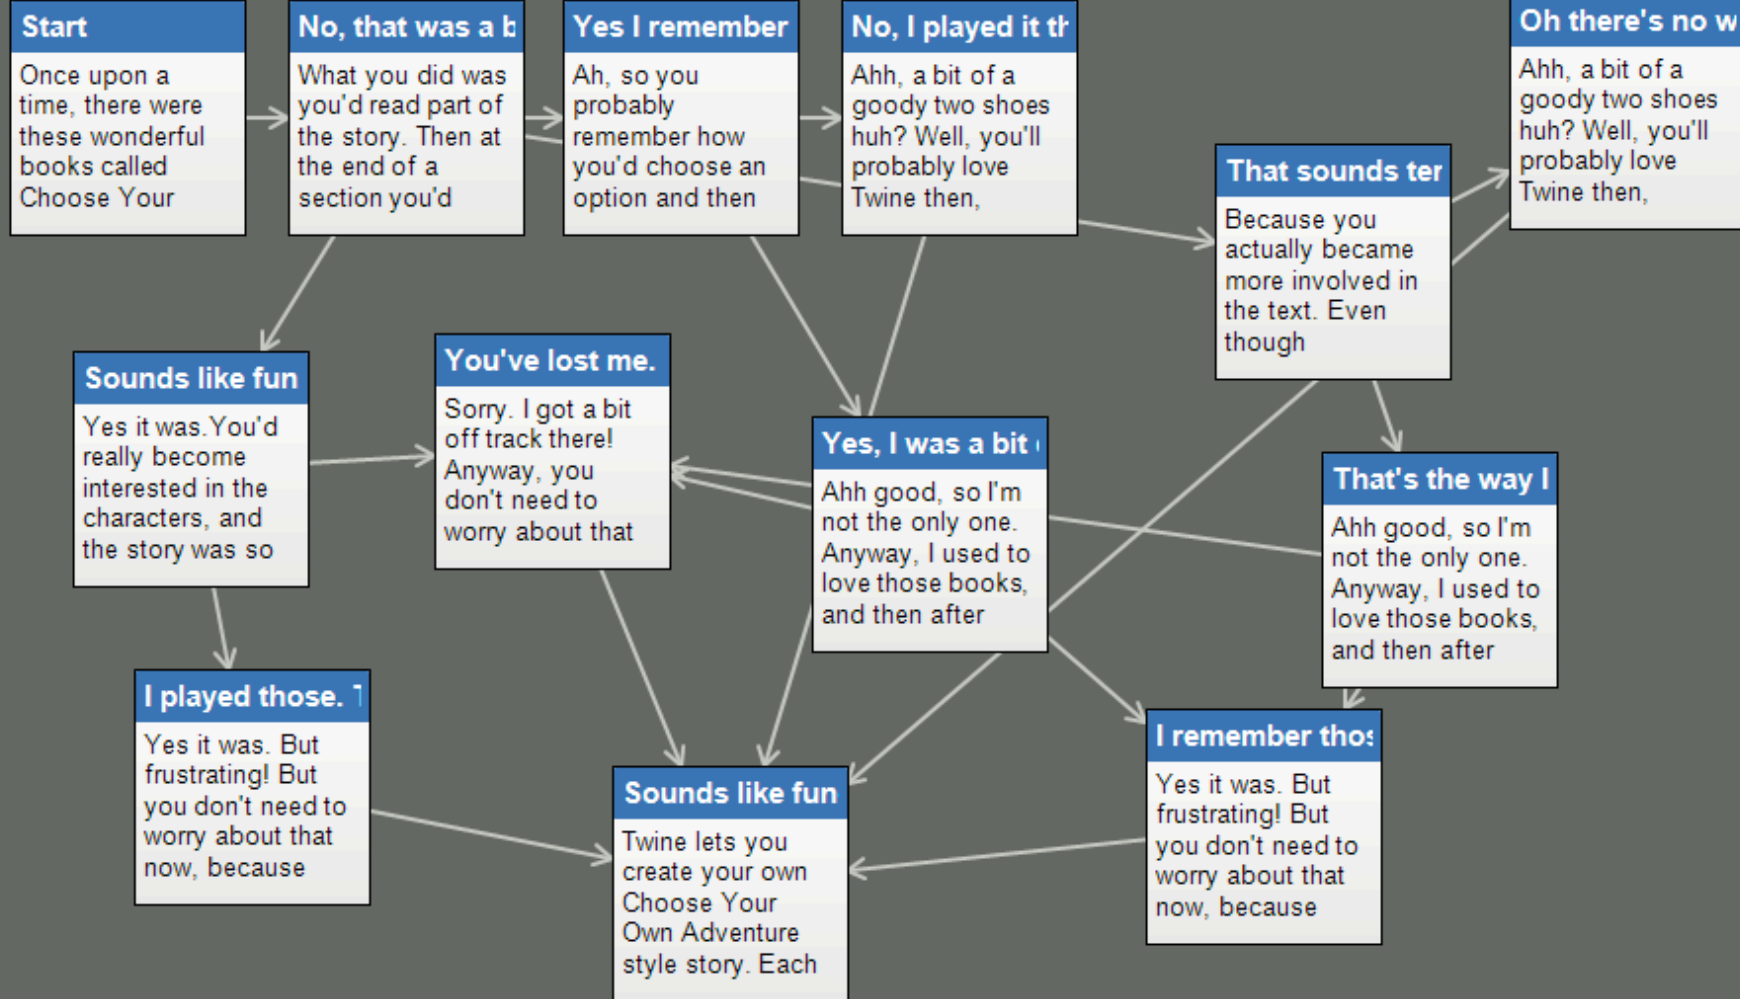 Start
Once upon a
time, there were
these wonderful
books called
Choose Your
No, that was a b
What you did was
you'd read part of
the story. Then at
the end of a
section you'd
Yes I remember
Ah, so you
probably
remember how
you'd choose an
option and then
No, I played it th
Ahh, a bit of a
goody two shoes
huh? Well, you'll
probably love
Twine then,
Oh there's no w
Ahh, a bit of a
goody two shoes
huh? Well, you'll
probably love
Twine then,
That sounds ter
Because you
actually became
more involved in
the text. Even
though
Sounds like fun
Yes it was.You'd
really become
interested in the
characters, and
the story was so
You've lost me.
Sorry. I got a bit
off track there!
Anyway, you
don't need to
worry about that
Yes, I was a bit
Ahh good, so I'm
not the only one.
Anyway, I used to
love those books,
and then after
That's the way I
Ahh good, so I'm
not the only one.
Anyway, I used to
love those books,
and then after
I played those.
Yes it was. But
frustrating! But
you don't need to
worry about that
now, because
Sounds like fun
Twine lets you
create your own
Choose Your
Own Adventure
style story. Each
I remember thos
Yes it was. But
frustrating! But
you don't need to
worry about that
now, because